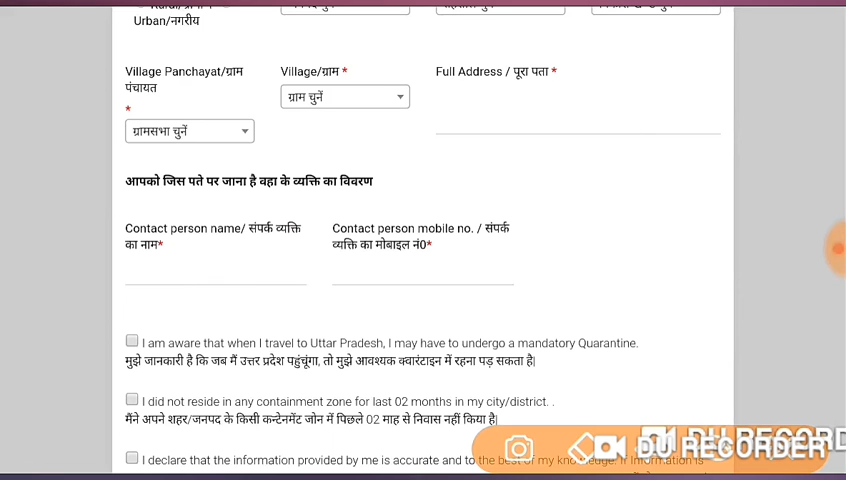 Urban/नगरीय
Village Panchayat/ग्राम
पंचायत
*
Village/ग्राम *
Full Address / पूरा पता *
ग्राम चुनें
ग्रामसभा चुनें
आपको जिस पते पर जाना है वहा के व्यक्ति का विवरण
Contact person name/ संपर्क व्यक्ति
का नाम*
Contact person mobile no. / संपर्क
व्यक्ति का मोबाइल नं0*
I am aware that when I travel to Uttar Pradesh, I may have to undergo a mandatory Quarantine.
मुझे जानकारी है कि जब मैं उत्तर प्रदेश पहुंचूंगा, तो मुझे आवश्यक क्वारंटाइन में रहना पड़ सकता है|
I did not reside in any containment zone for last 02 months in my city/district. .
मैंने अपने शहर/जनपद के किसी कन्टेनमेंट जोन में पिछले 02 माह से निवास नहीं किया है|
DU RECORDER
I declare that the information provided by me is accurate and to the best of my knowledge. If Information is